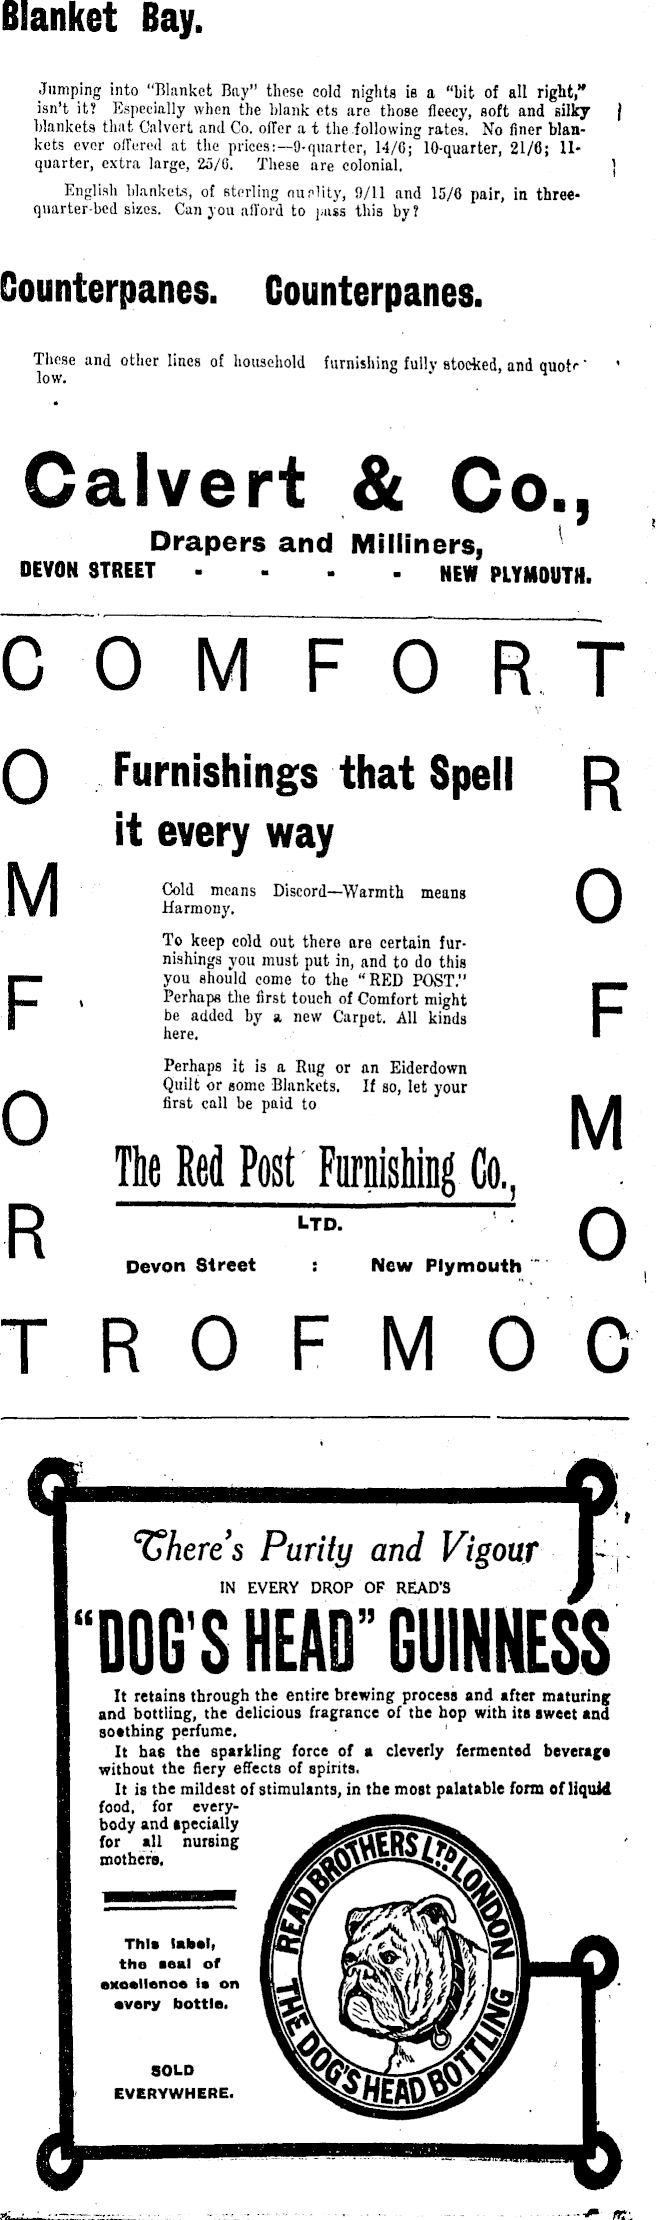 Blanket Bay.
Jumping into "Blanket Bay" these cold nights is a "bit of all right,"
isn't it? Especially when the blank ets are those fleecy, soft and silky
blankets that Calvert and Co. offer a t the following rates. No finer blan-
kets ever offered at the prices:—9-quarter, 14/6; 10-quarter, 21/6; 11-
quarter, extra large, 25/6. These are colonial.
English blankets, of sterling quality, 9/11 and 15/6 pair, in three-
quarter-bed sizes. Can you afford to pass this by?
Counterpanes. Counterpanes.
These and other lines of household furnishing fully stocked, and quote
low.
Calvert & Co.,
Drapers and Milliners,
DEVON STREET - - - - NEW PLYMOUTH.
C O M F O R T
O
M
F
O
R
Furnishings that Spell
it every way
Cold means Discord—Warmth means
Harmony.
To keep cold out there are certain fur-
nishings you must put in, and to do this
you should come to the "RED POST."
Perhaps the first touch of Comfort might
be added by a new Carpet. All kinds
here.
Perhaps it is a Rug or an Eiderdown
Quilt or some Blankets. If so, let your
first call be paid to
The Red Post Furnishing Co.,
LTD.
Devon Street : New Plymouth
R
O
F
M
O
T R O F M O C
There's Purity and Vigour
IN EVERY DROP OF READ'S
"DOG'S HEAD" GUINNESS
It retains through the entire brewing process and after maturing
and bottling, the delicious fragrance of the hop with its sweet and
soothing perfume.
It has the sparkling force of a cleverly fermented beverage
without the fiery effects of spirits.
It is the mildest of stimulants, in the most palatable form of liquid
food, for every-
body and specially
for all nursing
mothers.
This label,
the seal of
excellence is on
every bottle.
SOLD
EVERYWHERE.
READ BROTHERS LTD. LONDON
THE DOG'S HEAD BOTTLING